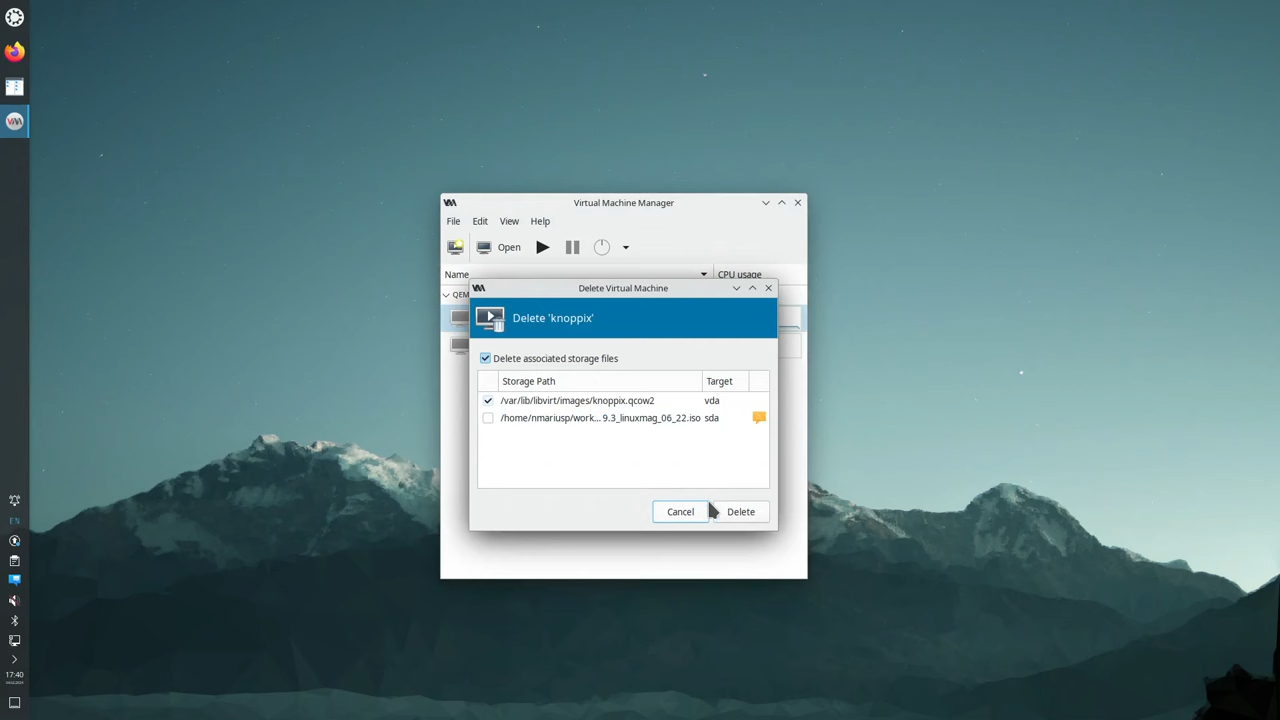 Virtual Machine Manager
File Edit View Help
Open
Name CPU usage
QEM
Delete Virtual Machine
Delete 'knoppix'
Delete associated storage files
Storage Path Target
/var/lib/libvirt/images/knoppix.qcow2 vda
/home/nmariusp/work... 9.3_linuxmag_06_22.iso sda
Cancel Delete
EN
17:40